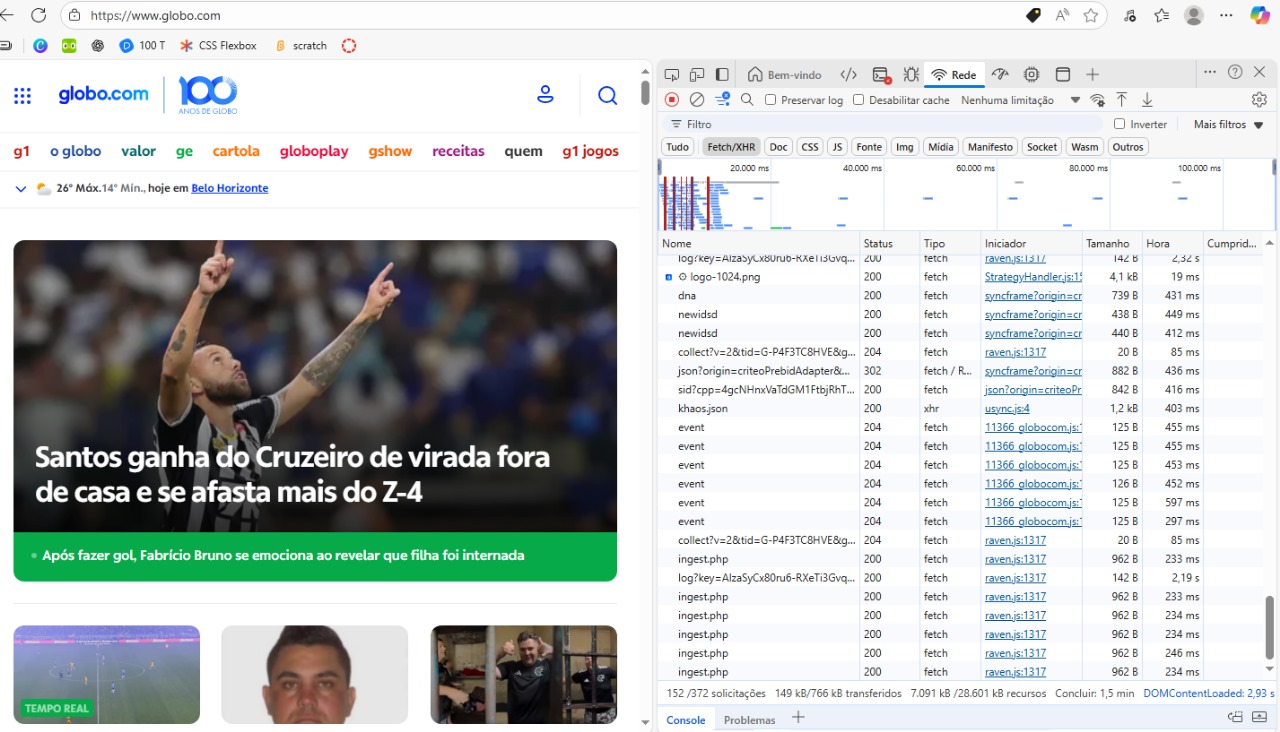 https://www.globo.com
100 T CSS Flexbox scratch
globo.com 100 ANOS DE GLOBO
g1 o globo valor ge cartola globoplay gshow receitas quem g1 jogos
26° Máx. 14° Mín., hoje em Belo Horizonte
Santos ganha do Cruzeiro de virada fora
de casa e se afasta mais do Z-4
Após fazer gol, Fabrício Bruno se emociona ao revelar que filha foi internada
TEMPO REAL
Bem-vindo Rede
Preservar log Desabilitar cache Nenhuma limitação
Filtro Inverter Mais filtros
Tudo Fetch/XHR Doc CSS JS Fonte Img Mídia Manifesto Socket Wasm Outros
20.000 ms 40.000 ms 60.000 ms 80.000 ms 100.000 ms
Nome Status Tipo Iniciador Tamanho Hora Cumprid...
200 fetch raven.js:1317 142 B 2,32 s
logo-1024.png 200 fetch StrategyHandler.js:15 4,1 kB 19 ms
dna 200 fetch syncframe?origin=cr 739 B 431 ms
newidsd 200 fetch syncframe?origin=cr 438 B 449 ms
newidsd 200 fetch syncframe?origin=cr 440 B 412 ms
collect?v=2&tid=G-P4F3TC8HVE&g... 204 fetch raven.js:1317 20 B 85 ms
json?origin=criteoPrebidAdapter&... 302 fetch / R... syncframe?origin=cr 882 B 436 ms
sid?cpp=4gcNHnxVaTdGM1FtbjRhT... 200 fetch json?origin=criteoPr 842 B 416 ms
khaos.json 200 xhr usync.js:4 1,2 kB 403 ms
event 204 fetch 11366_globocom.js:1 125 B 455 ms
event 204 fetch 11366_globocom.js:1 125 B 455 ms
event 204 fetch 11366_globocom.js:1 125 B 453 ms
event 204 fetch 11366_globocom.js:1 126 B 452 ms
event 204 fetch 11366_globocom.js:1 125 B 597 ms
event 204 fetch 11366_globocom.js:1 125 B 297 ms
collect?v=2&tid=G-P4F3TC8HVE&g... 204 fetch raven.js:1317 20 B 85 ms
ingest.php 200 fetch raven.js:1317 962 B 233 ms
log?key=AIzaSyCx80ru6-RXeTi3Gvq... 200 fetch raven.js:1317 142 B 2,19 s
ingest.php 200 fetch raven.js:1317 962 B 233 ms
ingest.php 200 fetch raven.js:1317 962 B 234 ms
ingest.php 200 fetch raven.js:1317 962 B 234 ms
ingest.php 200 fetch raven.js:1317 962 B 246 ms
ingest.php 200 fetch raven.js:1317 962 B 234 ms
152 /372 solicitações 149 kB/766 kB transferidos 7.091 kB /28.601 kB recursos Concluir: 1,5 min DOMContentLoaded: 2,93 s
Console Problemas